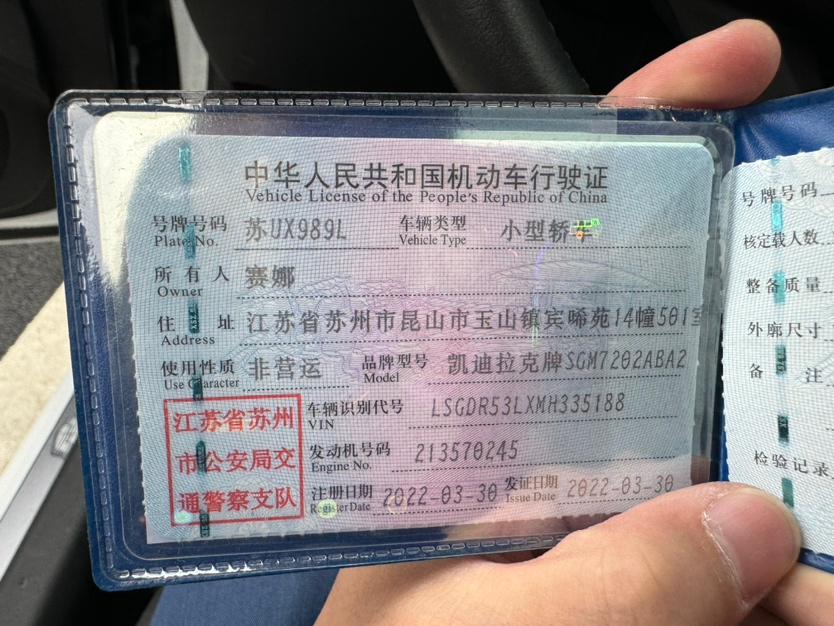 中华人民共和国机动车行驶证
Vehicle License of the People's Republic of China
号牌号码 苏UX989L 车辆类型 小型轿车
Plate No. Vehicle Type
所有人 赛娜
Owner
住址 江苏省苏州市昆山市玉山镇宾唏苑14幢501室
Address
使用性质 非营运 品牌型号 凯迪拉克牌SGM7202ABA2
Use Character Model
江苏省苏州
市公安局交
通警察支队
车辆识别代号 LSGDR53LXMH335188
VIN
发动机号码 213570245
Engine No.
注册日期 2022-03-30 发证日期 2022-03-30
Register Date Issue Date
号牌号码
核定载人数
整备质量
外廓尺寸
备注
检验记录